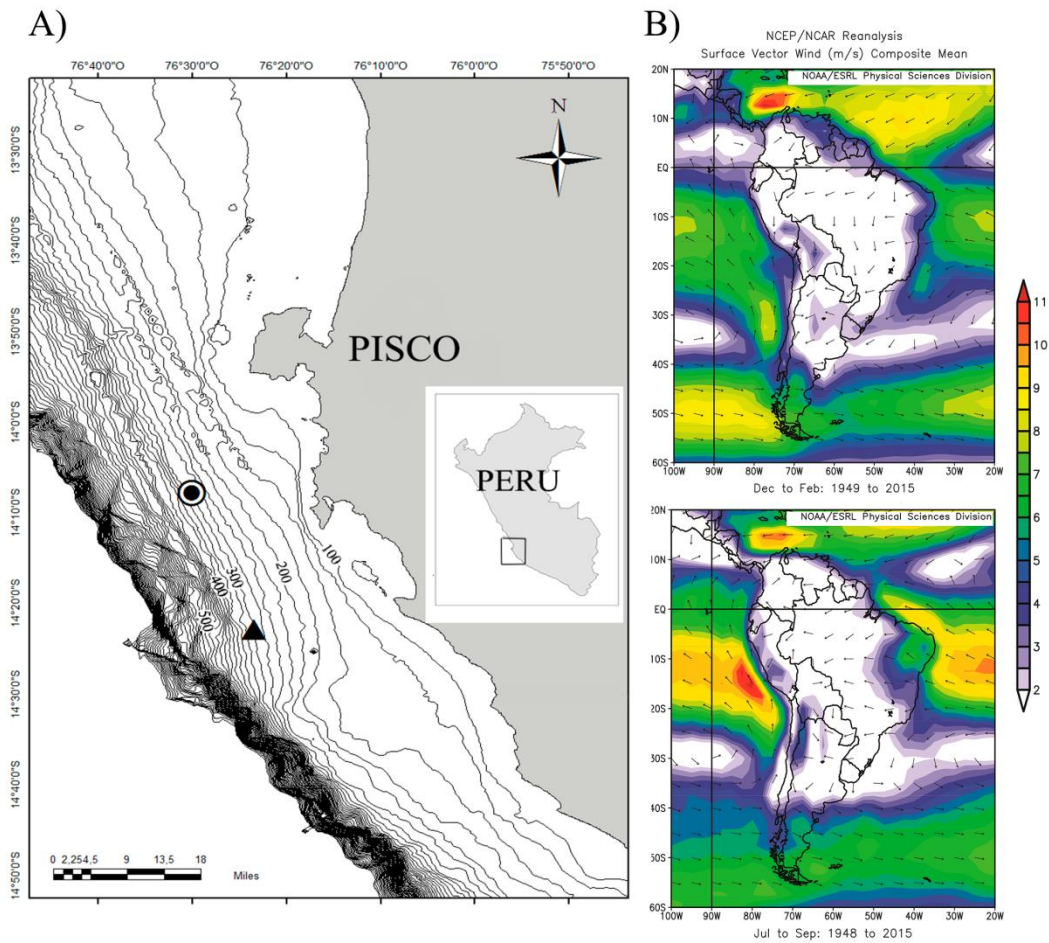 A)
76°40'0"W 76°30'0"W 76°20'0"W 76°10'0"W 76°0'0"W 75°50'0"W
13°30'0"S
13°40'0"S
13°50'0"S
14°0'0"S
14°10'0"S
14°20'0"S
14°30'0"S
14°40'0"S
14°50'0"S
N
PISCO
PERU
100
200
300
400
500
0 2,254,5 9 13,5 18
Miles
B)
NCEP/NCAR Reanalysis
Surface Vector Wind (m/s) Composite Mean
NOAA/ESRL Physical Sciences Division
20N
10N
EQ
10S
20S
30S
40S
50S
60S
100W 90W 80W 70W 60W 50W 40W 30W 20W
Dec to Feb: 1949 to 2015
NOAA/ESRL Physical Sciences Division
20N
10N
EQ
10S
20S
30S
40S
50S
60S
100W 90W 80W 70W 60W 50W 40W 30W 20W
Jul to Sep: 1948 to 2015
11
10
9
8
7
6
5
4
3
2